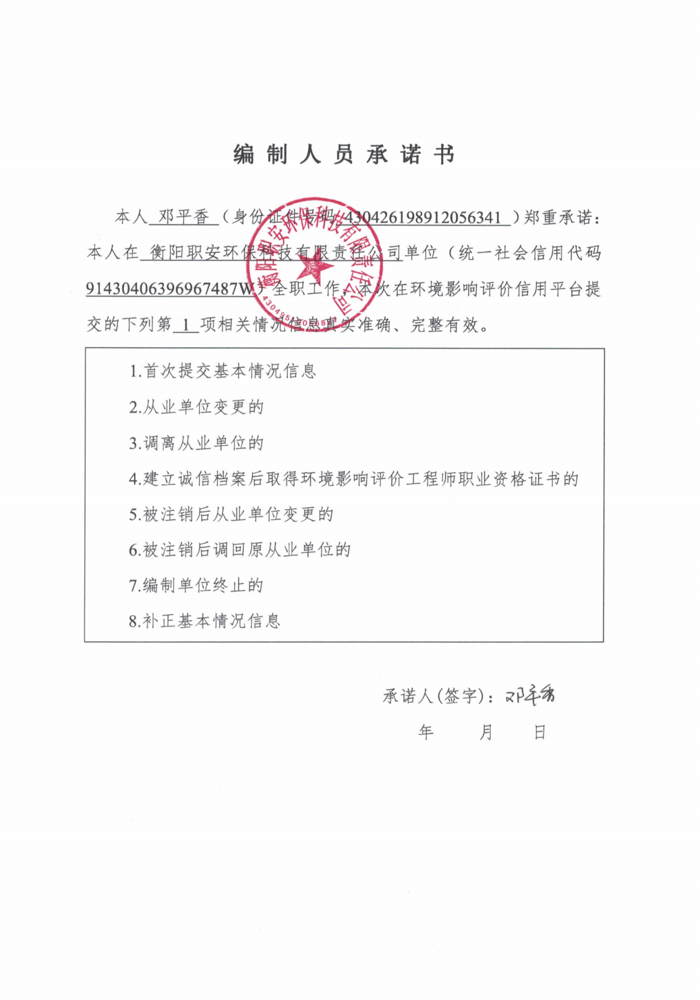 编制人员承诺书
本人 邓平香 （身份证件号码 430426198912056341 ）郑重承诺：
本人在 衡阳职安环保科技有限责任公司单位（统一社会信用代码
91430406396967487W）全职工作，本次在环境影响评价信用平台提
交的下列第 1 项相关情况信息真实准确、完整有效。
衡阳职安环保科技有限责任公司
1.首次提交基本情况信息
2.从业单位变更的
3.调离从业单位的
4.建立诚信档案后取得环境影响评价工程师职业资格证书的
5.被注销后从业单位变更的
6.被注销后调回原从业单位的
7.编制单位终止的
8.补正基本情况信息
承诺人(签字)：邓平香
年 月 日